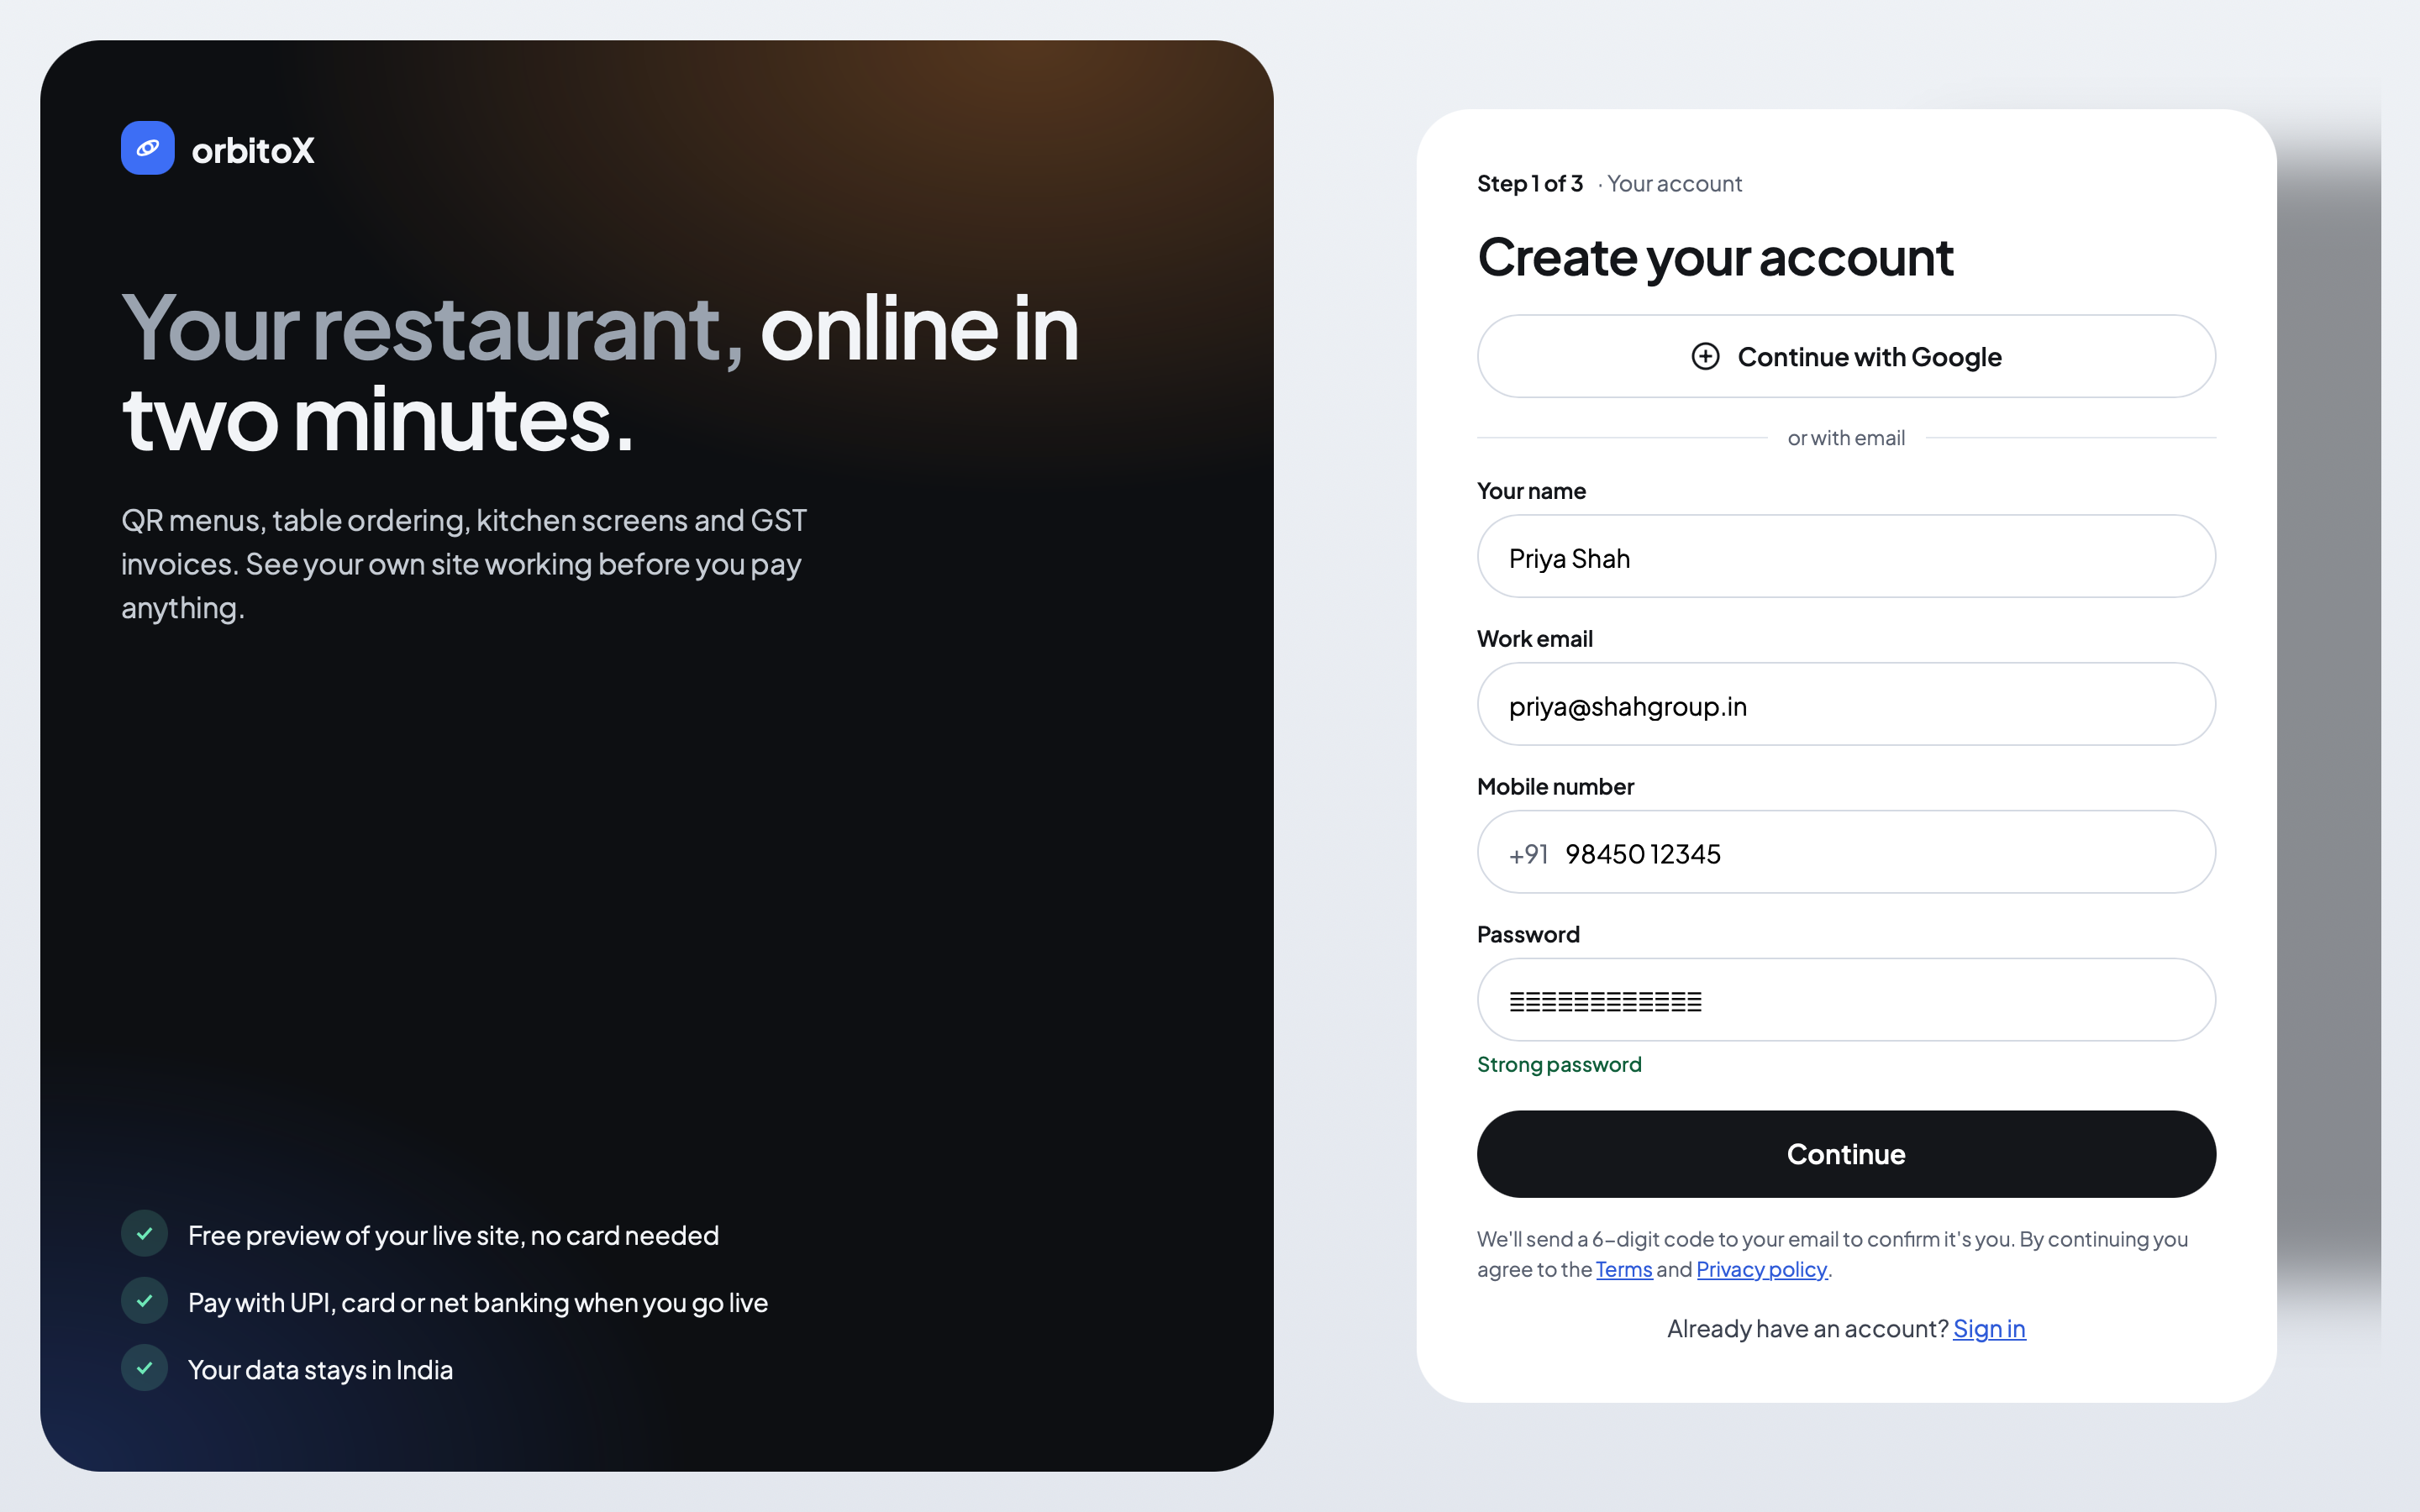 orbitoX
Your restaurant, online in
two minutes.
QR menus, table ordering, kitchen screens and GST
invoices. See your own site working before you pay
anything.
Free preview of your live site, no card needed
Pay with UPI, card or net banking when you go live
Your data stays in India
Step 1 of 3 · Your account
Create your account
Continue with Google
or with email
Your name
Priya Shah
Work email
priya@shahgroup.in
Mobile number
+91 98450 12345
Password
Strong password
Continue
We'll send a 6-digit code to your email to confirm it's you. By continuing you
agree to the Terms and Privacy policy.
Already have an account? Sign in